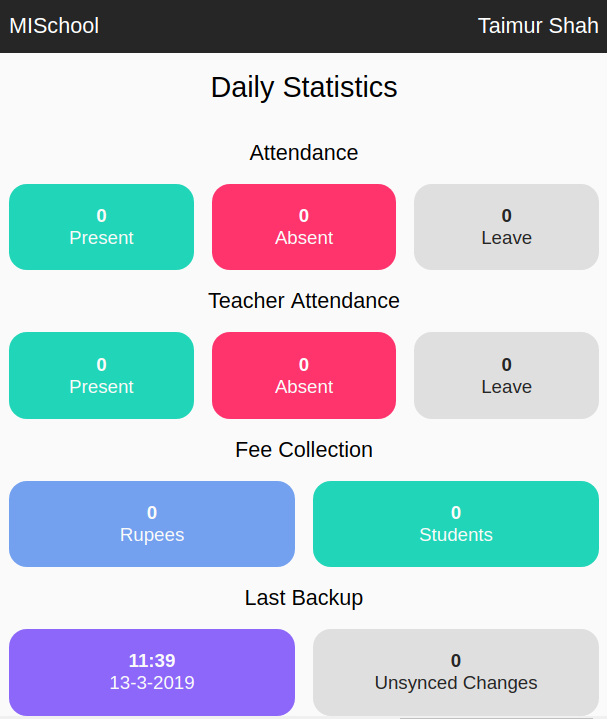 MISchool
Taimur Shah
Daily Statistics
Attendance
0
Present
0
Absent
0
Leave
Teacher Attendance
0
Present
0
Absent
0
Leave
Fee Collection
0
Rupees
0
Students
Last Backup
11:39
13-3-2019
0
Unsynced Changes